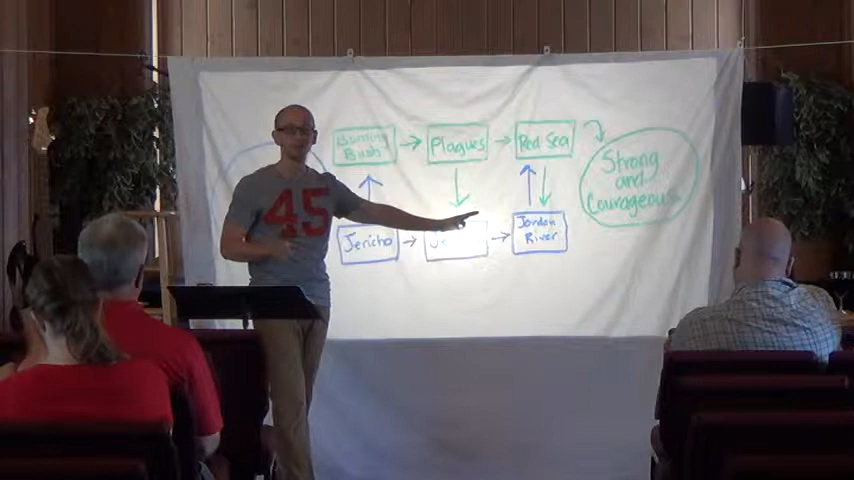 Burning
Bush
Plagues
Red Sea
Strong
and
Courageous
45
Jericho
Jordan
River